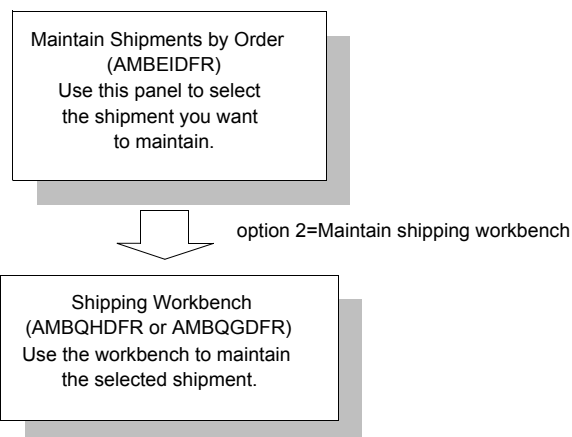 Maintain Shipments by Order
(AMBEIDFR)
Use this panel to select
the shipment you want
to maintain.
option 2=Maintain shipping workbench
Shipping Workbench
(AMBQHDFR or AMBQGDFR)
Use the workbench to maintain
the selected shipment.